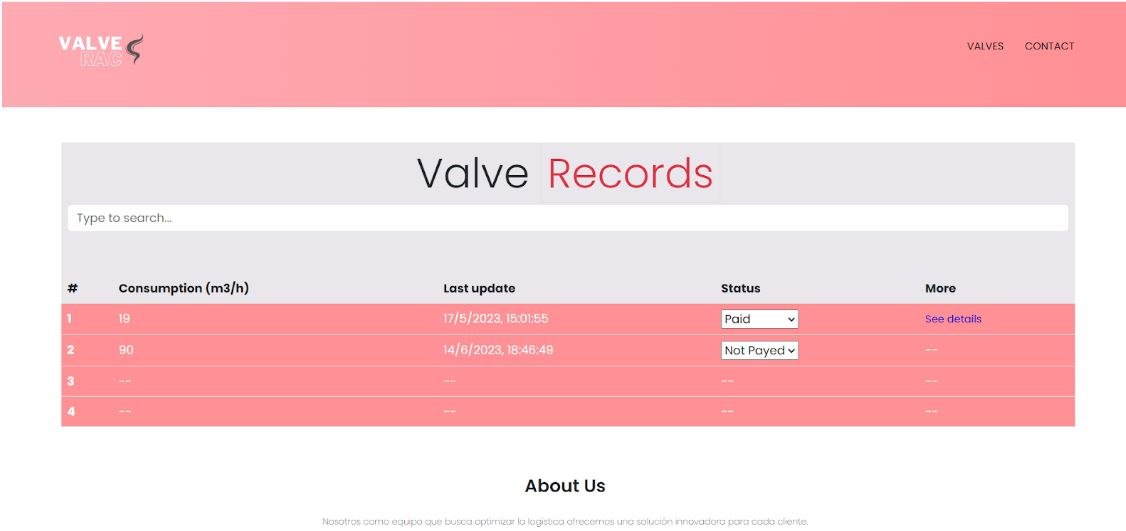 VALVE
RAC
VALVES CONTACT
Valve Records
Type to search...
# Consumption (m3/h) Last update Status More
1 19 17/5/2023, 15:01:55 Paid See details
2 90 14/6/2023, 18:46:49 Not Payed --
3 -- -- -- --
4 -- -- -- --
About Us
Nosotros como equipo que busca optimizar la logística ofrecemos una solución innovadora para cada cliente.